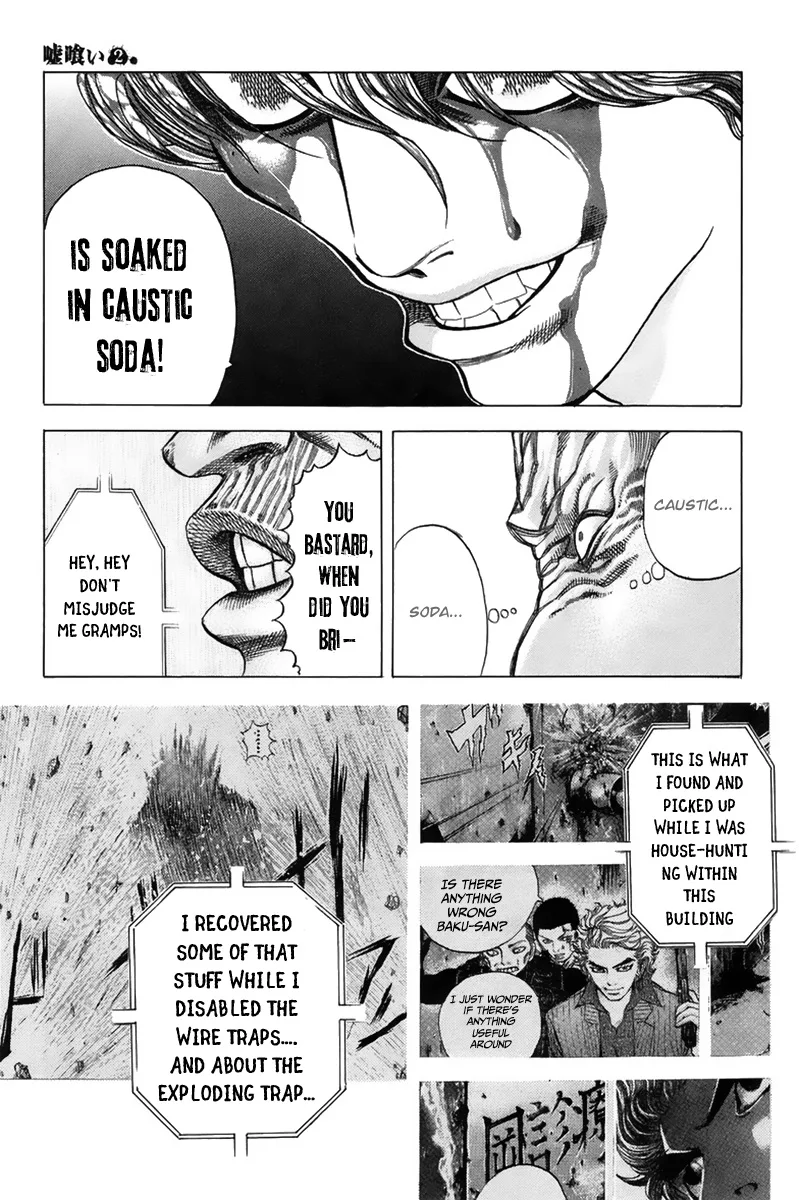 嘘喰い②。
IS SOAKED
IN CAUSTIC
SODA!
CAUSTIC...
SODA...
YOU
BASTARD,
WHEN
DID YOU
BRI-
HEY, HEY
DON'T
MISJUDGE
ME GRAMPS!
THIS IS WHAT
I FOUND AND
PICKED UP
WHILE I WAS
HOUSE-HUNTI
NG WITHIN
THIS
BUILDING
IS THERE
ANYTHING
WRONG
BAKU-SAN?
I JUST WONDER
IF THERE'S
ANYTHING
USEFUL
AROUND
診療
I RECOVERED
SOME OF THAT
STUFF WHILE I
DISABLED THE
WIRE TRAPS....
AND ABOUT THE
EXPLODING TRAP...